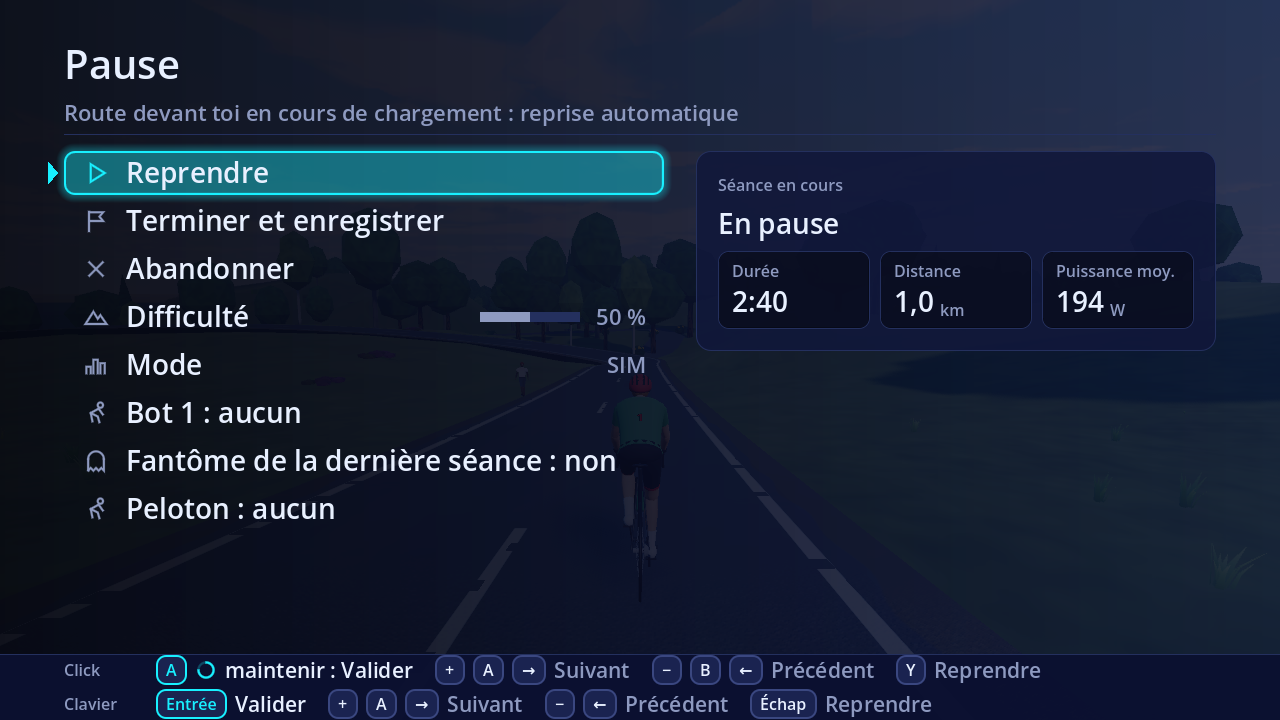 Pause
Route devant toi en cours de chargement : reprise automatique
Reprendre
Terminer et enregistrer
Abandonner
Difficulté 50 %
Mode SIM
Bot 1 : aucun
Fantôme de la dernière séance : non
Peloton : aucun
Séance en cours
En pause
Durée
2:40
Distance
1,0 km
Puissance moy.
194 W
Click A maintenir : Valider + A → Suivant − B ← Précédent Y Reprendre
Clavier Entrée Valider + A → Suivant − ← Précédent Échap Reprendre